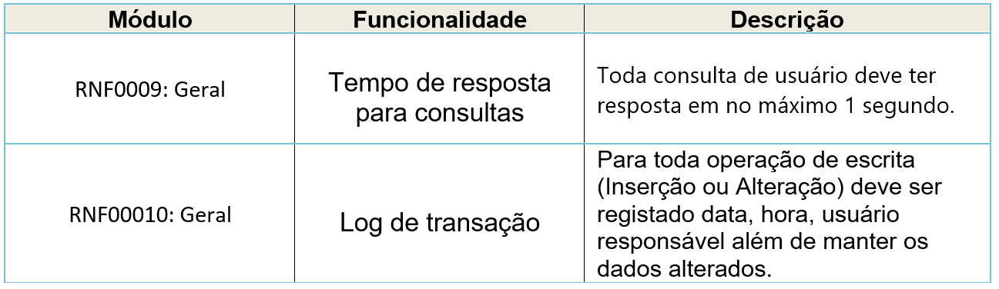 Módulo
Funcionalidade
Descrição
RNF0009: Geral
Tempo de resposta
para consultas
Toda consulta de usuário deve ter
resposta em no máximo 1 segundo.
RNF00010: Geral
Log de transação
Para toda operação de escrita
(Inserção ou Alteração) deve ser
registado data, hora, usuário
responsável além de manter os
dados alterados.